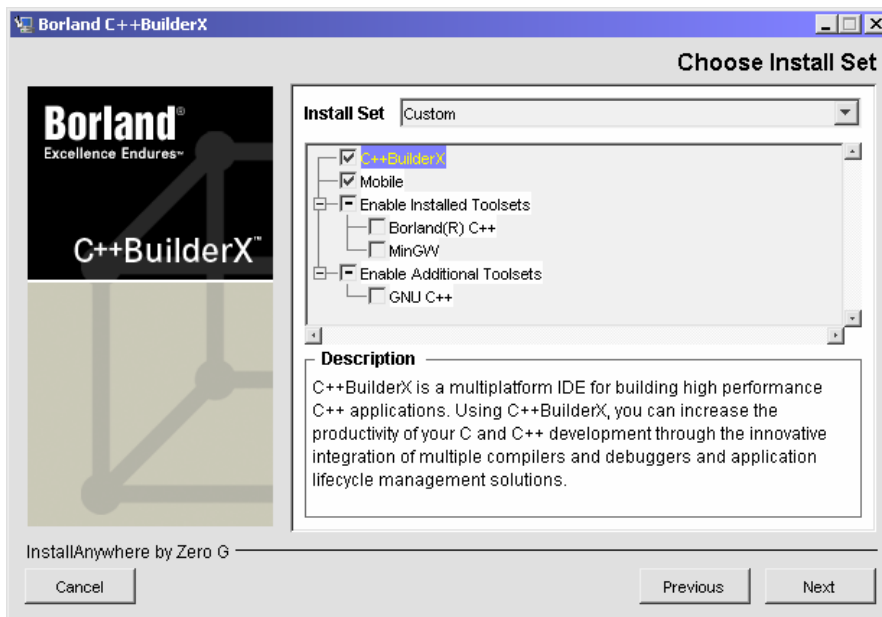 Borland C++BuilderX
Choose Install Set
Borland®
Excellence Endures™
C++BuilderX™
Install Set Custom
C++BuilderX
Mobile
Enable Installed Toolsets
Borland(R) C++
MinGW
Enable Additional Toolsets
GNU C++
Description
C++BuilderX is a multiplatform IDE for building high performance
C++ applications. Using C++BuilderX, you can increase the
productivity of your C and C++ development through the innovative
integration of multiple compilers and debuggers and application
lifecycle management solutions.
InstallAnywhere by Zero G
Cancel Previous Next